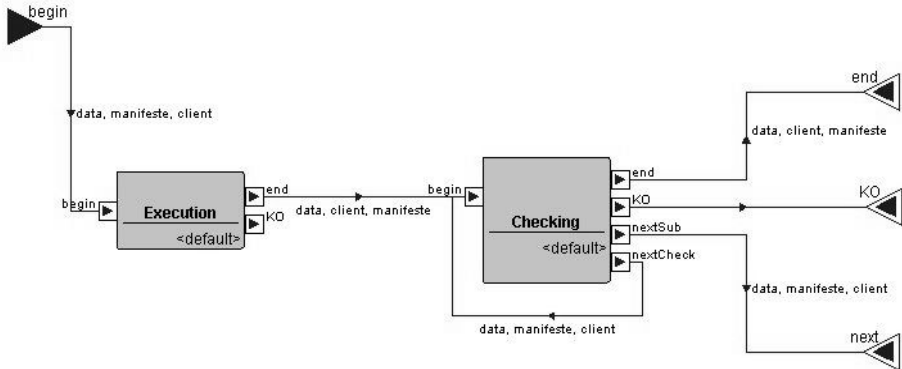 begin
data, manifeste, client
begin
Execution
<default>
end
KO
data, client, manifeste
begin
Checking
<default>
end
KO
nextSub
nextCheck
data, manifeste, client
end
data, client, manifeste
KO
data, manifeste, client
next